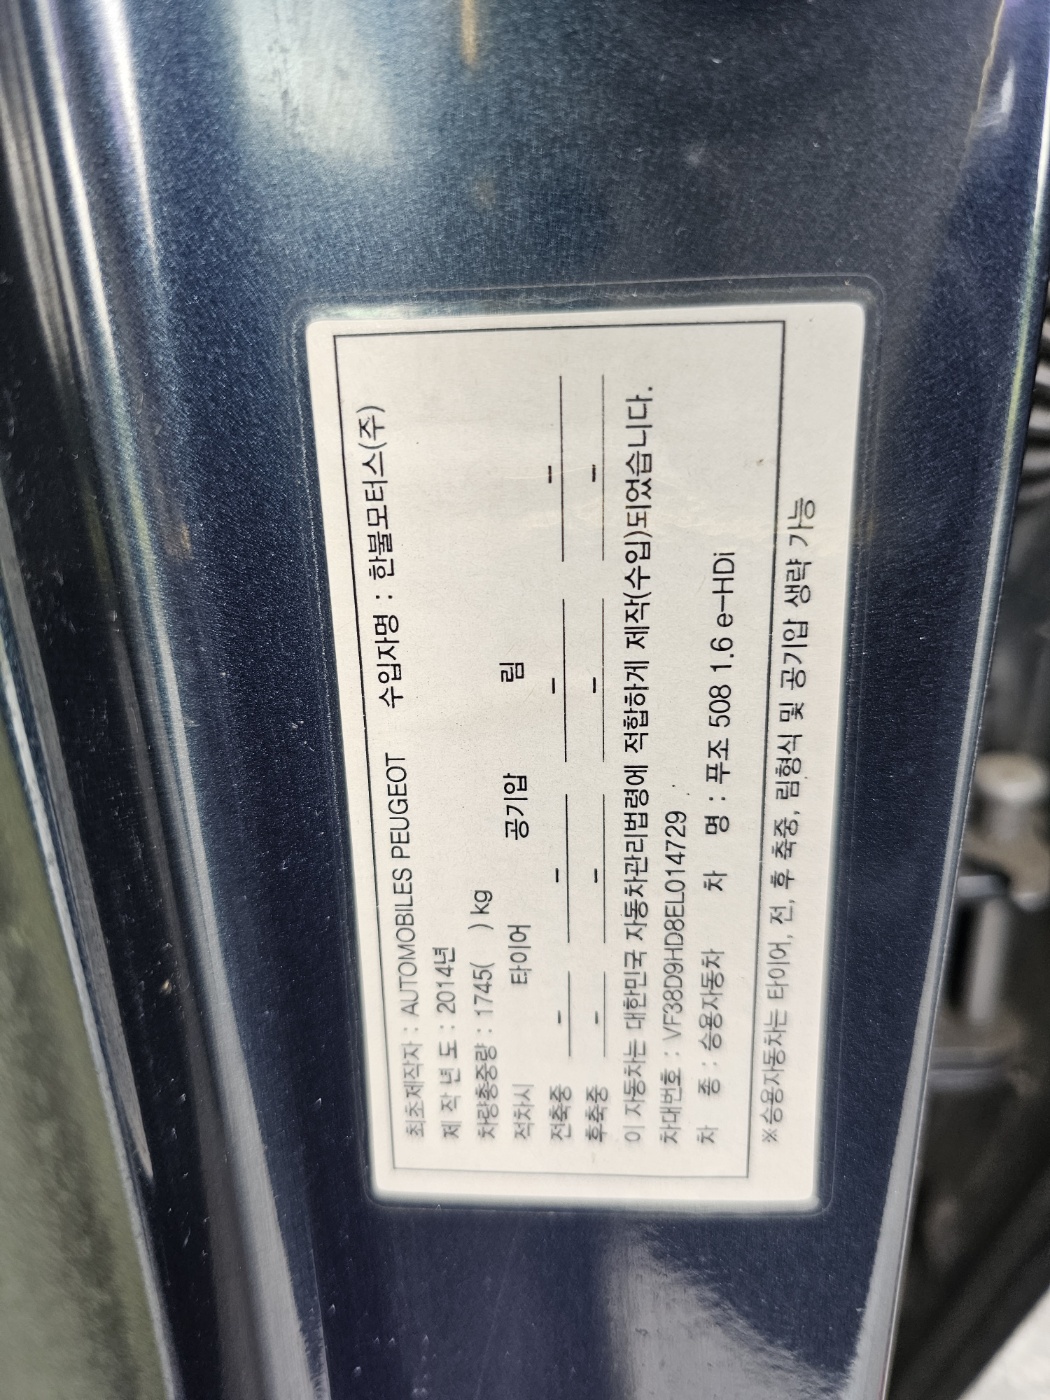 최초제작자 : AUTOMOBILES PEUGEOT 수입자명 : 한불모터스(주)
제 작 년 도 : 2014년
차량총중량 : 1745( ) kg
적차시 타이어 공기압 림
전축중 – – – –
후축중 – – – –
이 자동차는 대한민국 자동차관리법령에 적합하게 제작(수입)되었습니다.
차대번호 : VF38D9HD8EL014729
차 종 : 승용자동차 차 명 : 푸조 508 1.6 e-HDi
※승용자동차는 타이어, 전, 후 축중, 림형식 및 공기압 생략 가능